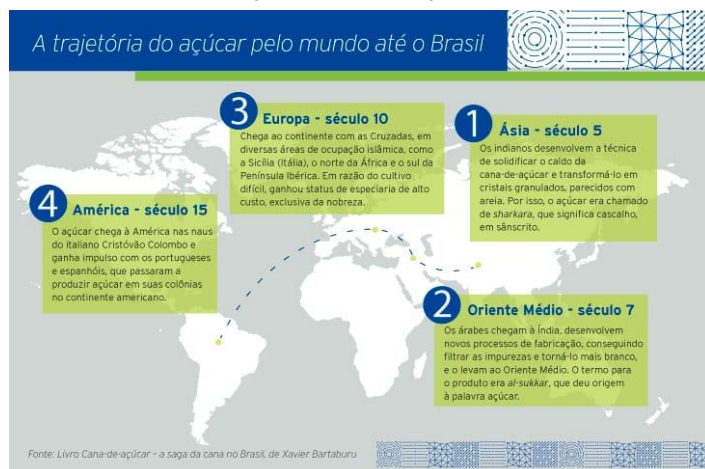 A trajetória do açúcar pelo mundo até o Brasil
1
Ásia - século 5
Os indianos desenvolvem a técnica
de solidificar o caldo da
cana-de-açúcar e transformá-lo em
cristais granulados, parecidos com
areia. Por isso, o açúcar era chamado
de sharkara, que significa cascalho,
em sânscrito.
2
Oriente Médio - século 7
Os árabes chegam à Índia, desenvolvem
novos processos de fabricação, conseguindo
filtrar as impurezas e torná-lo mais branco,
e o levam ao Oriente Médio. O termo para
o produto era al-sukkar, que deu origem
à palavra açúcar.
3
Europa - século 10
Chega ao continente com as Cruzadas, em
diversas áreas de ocupação islâmica, como
a Sicília (Itália), o norte da África e o sul da
Península Ibérica. Em razão do cultivo
difícil, ganhou status de especiaria de alto
custo, exclusiva da nobreza.
4
América - século 15
O açúcar chega à América nas naus
do italiano Cristóvão Colombo e
ganha impulso com os portugueses
e espanhóis, que passaram a
produzir açúcar em suas colônias
no continente americano.
Fonte: Livro Cana-de-açúcar - a saga da cana no Brasil, de Xavier Bartaburu